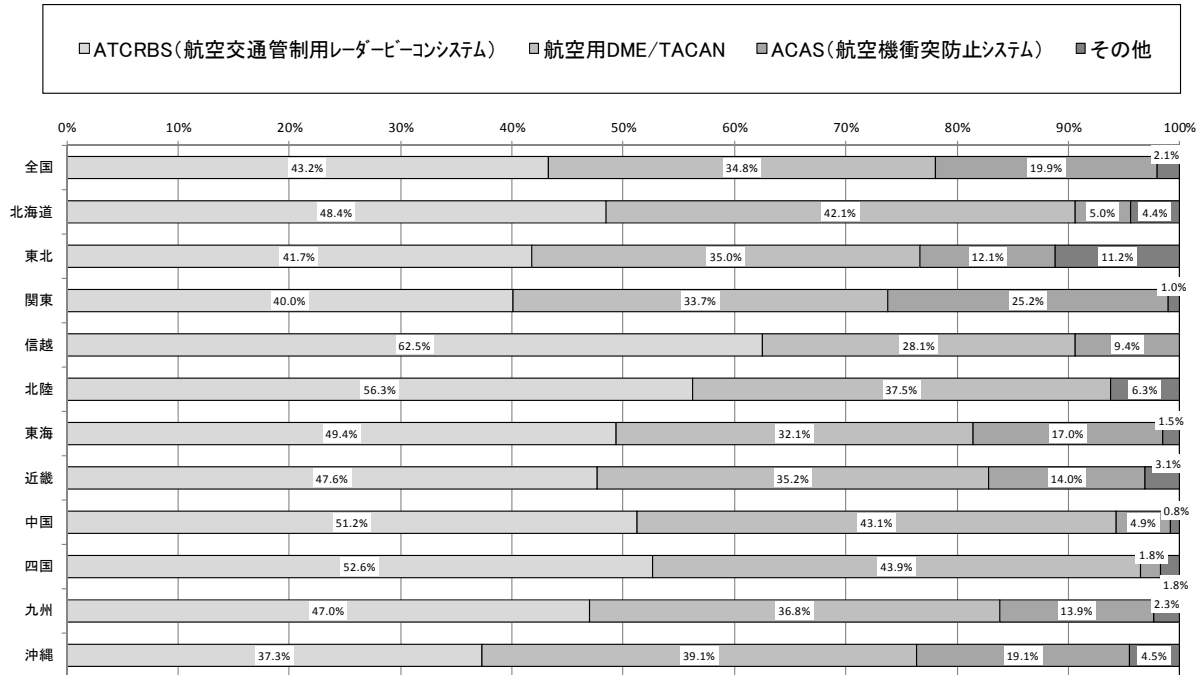 ATCRBS（航空交通管制用ﾚｰﾀﾞｰﾋﾞｰｺﾝｼｽﾃﾑ） 航空用DME/TACAN ACAS（航空機衝突防止ｼｽﾃﾑ） その他
0% 10% 20% 30% 40% 50% 60% 70% 80% 90% 100%
全国 43.2% 34.8% 19.9% 2.1%
北海道 48.4% 42.1% 5.0% 4.4%
東北 41.7% 35.0% 12.1% 11.2%
関東 40.0% 33.7% 25.2% 1.0%
信越 62.5% 28.1% 9.4%
北陸 56.3% 37.5% 6.3%
東海 49.4% 32.1% 17.0% 1.5%
近畿 47.6% 35.2% 14.0% 3.1%
中国 51.2% 43.1% 4.9% 0.8%
四国 52.6% 43.9% 1.8% 1.8%
九州 47.0% 36.8% 13.9% 2.3%
沖縄 37.3% 39.1% 19.1% 4.5%